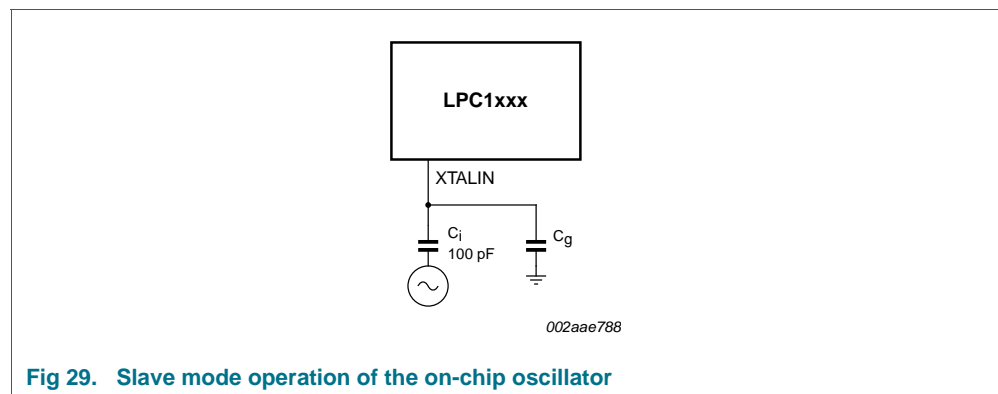 LPC1xxx
XTALIN
Ci
100 pF
Cg
002aae788
Fig 29. Slave mode operation of the on-chip oscillator